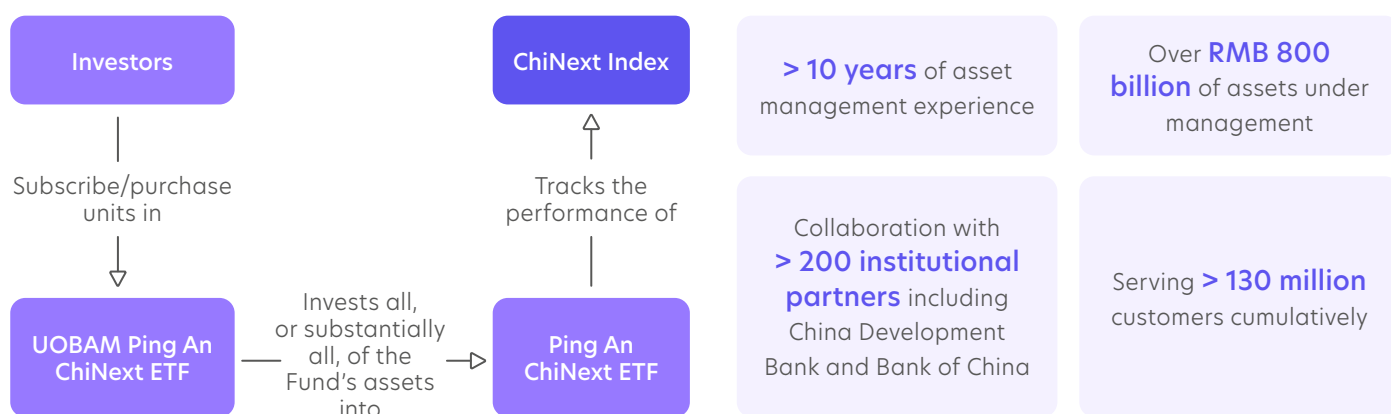 Investors
Subscribe/purchase
units in
UOBAM Ping An
ChiNext ETF
Invests all,
or substantially
all, of the
Fund's assets
into
Ping An
ChiNext ETF
Tracks the
performance of
ChiNext Index
> 10 years of asset
management experience
Over RMB 800
billion of assets under
management
Collaboration with
> 200 institutional
partners including
China Development
Bank and Bank of China
Serving > 130 million
customers cumulatively